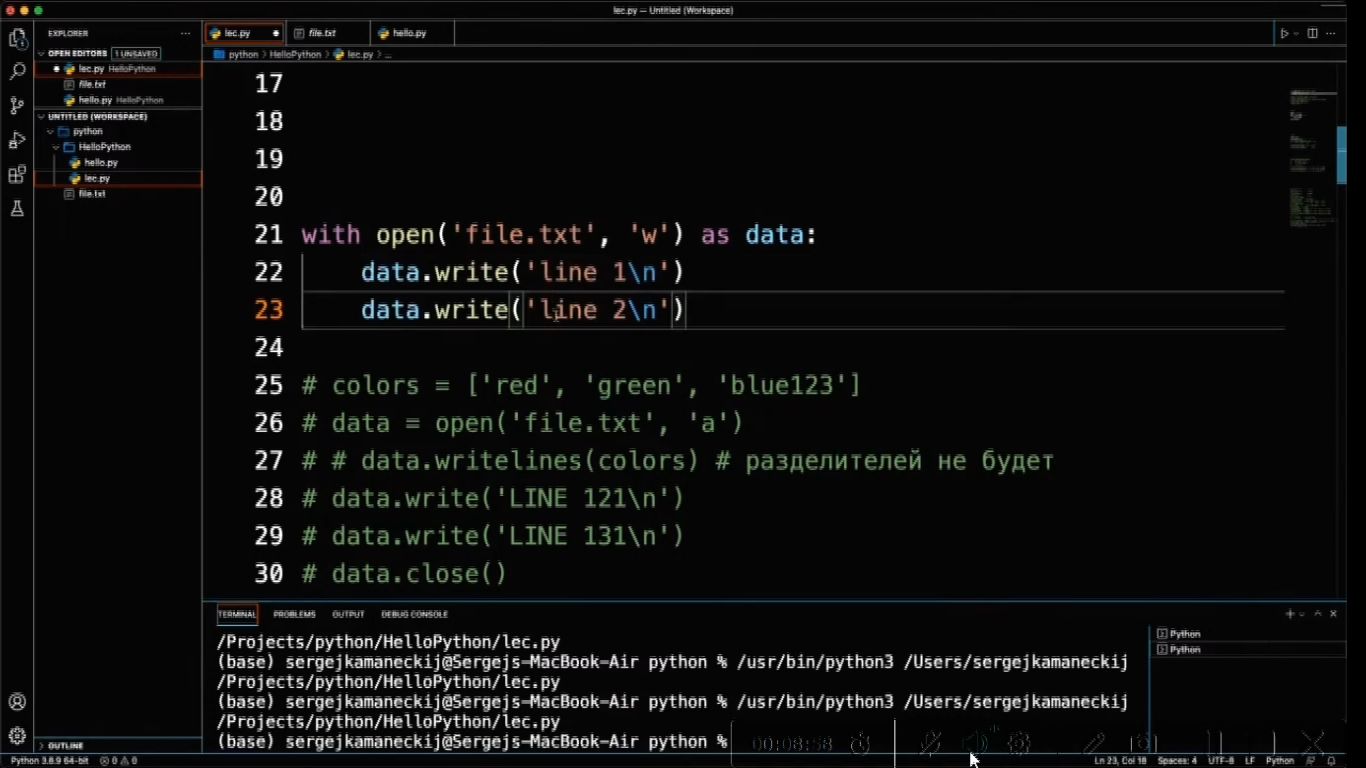 lec.py — Untitled (Workspace)
EXPLORER
lec.py
file.txt
hello.py
OPEN EDITORS 1 UNSAVED
python > HelloPython > lec.py > ...
lec.py HelloPython
file.txt
hello.py HelloPython
UNTITLED (WORKSPACE)
python
HelloPython
hello.py
lec.py
file.txt
17
18
19
20
21 with open('file.txt', 'w') as data:
22 data.write('line 1\n')
23 data.write('line 2\n')
24
25 # colors = ['red', 'green', 'blue123']
26 # data = open('file.txt', 'a')
27 # # data.writelines(colors) # разделителей не будет
28 # data.write('LINE 121\n')
29 # data.write('LINE 131\n')
30 # data.close()
TERMINAL PROBLEMS OUTPUT DEBUG CONSOLE
/Projects/python/HelloPython/lec.py
(base) sergejkamaneckij@Sergejs-MacBook-Air python % /usr/bin/python3 /Users/sergejkamaneckij
/Projects/python/HelloPython/lec.py
(base) sergejkamaneckij@Sergejs-MacBook-Air python % /usr/bin/python3 /Users/sergejkamaneckij
/Projects/python/HelloPython/lec.py
(base) sergejkamaneckij@Sergejs-MacBook-Air python %
Python
Python
00:08:58
OUTLINE
Python 3.8.9 64-bit 0 0
Ln 23, Col 18 Spaces: 4 UTF-8 LF Python